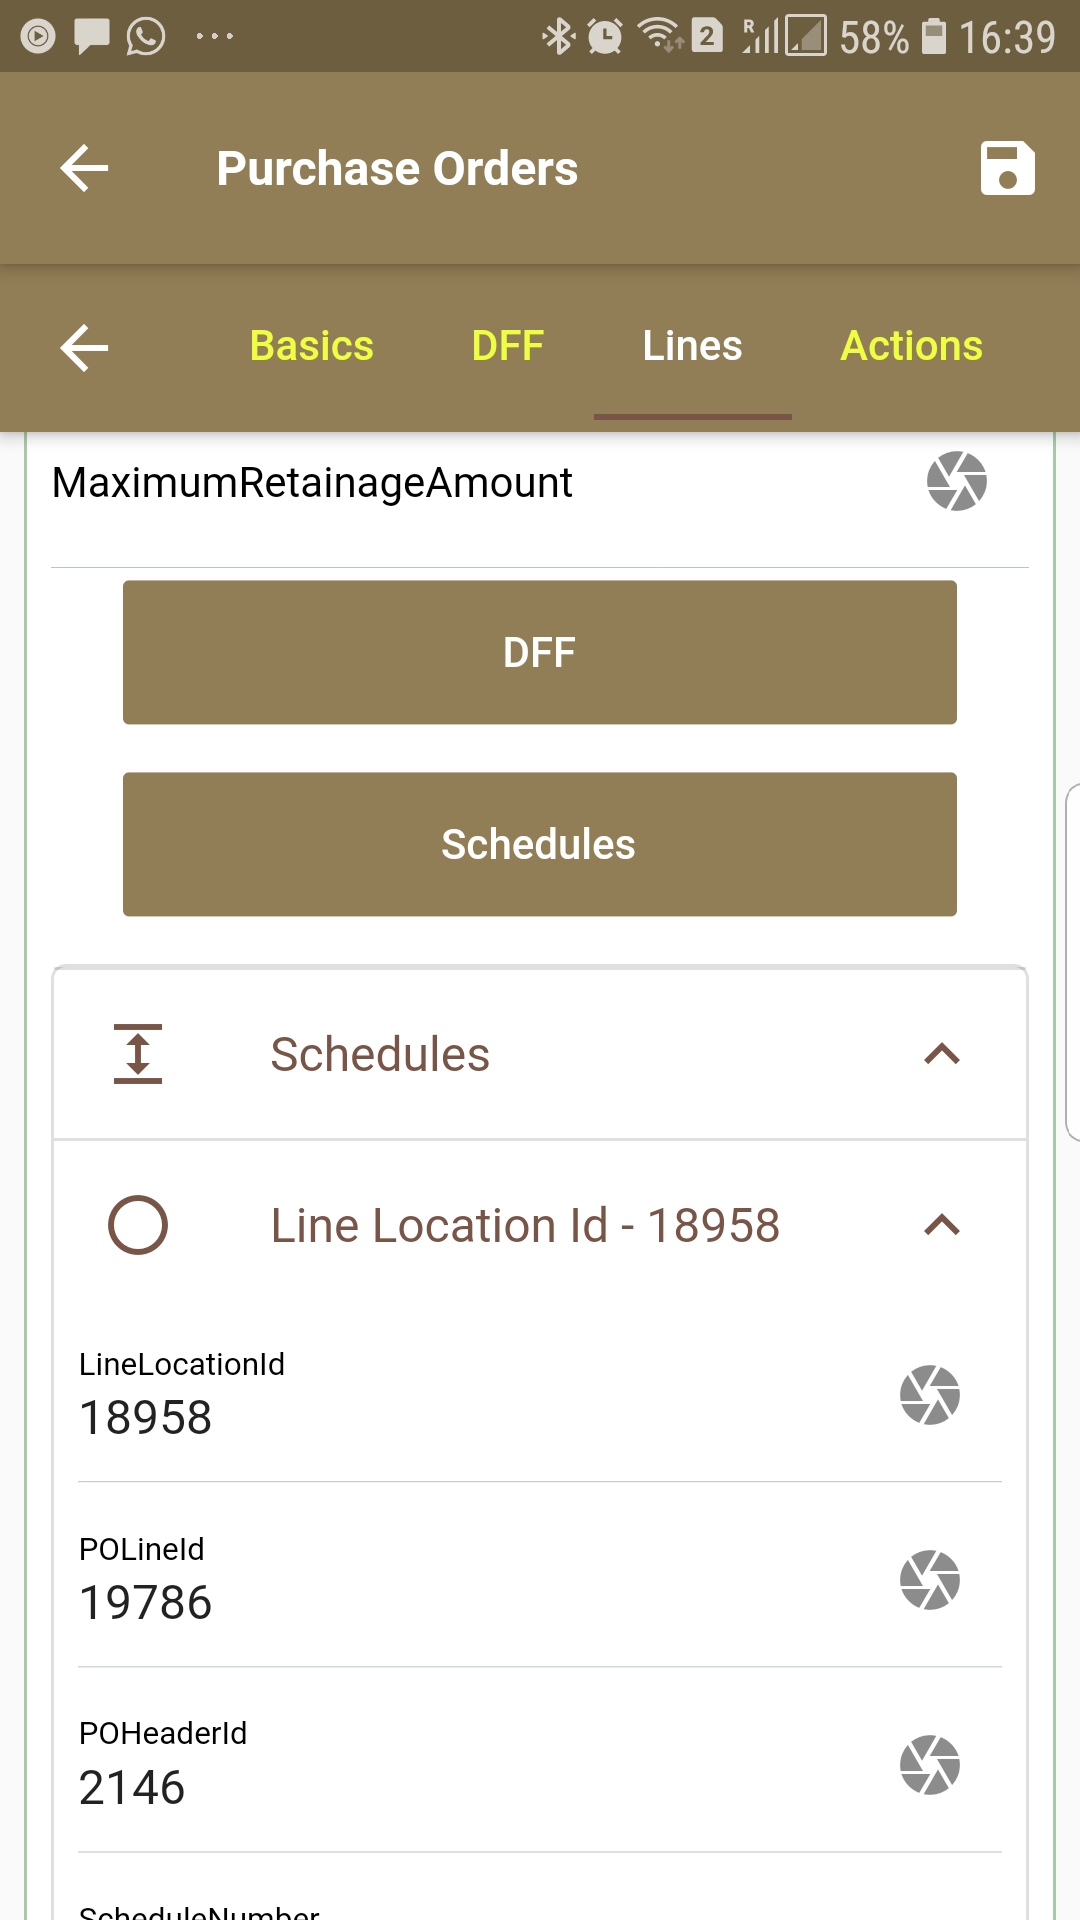 2 R 58% 16:39
Purchase Orders
Basics DFF Lines Actions
MaximumRetainageAmount
DFF
Schedules
Schedules
Line Location Id - 18958
LineLocationId
18958
POLineId
19786
POHeaderId
2146
ScheduleNumber